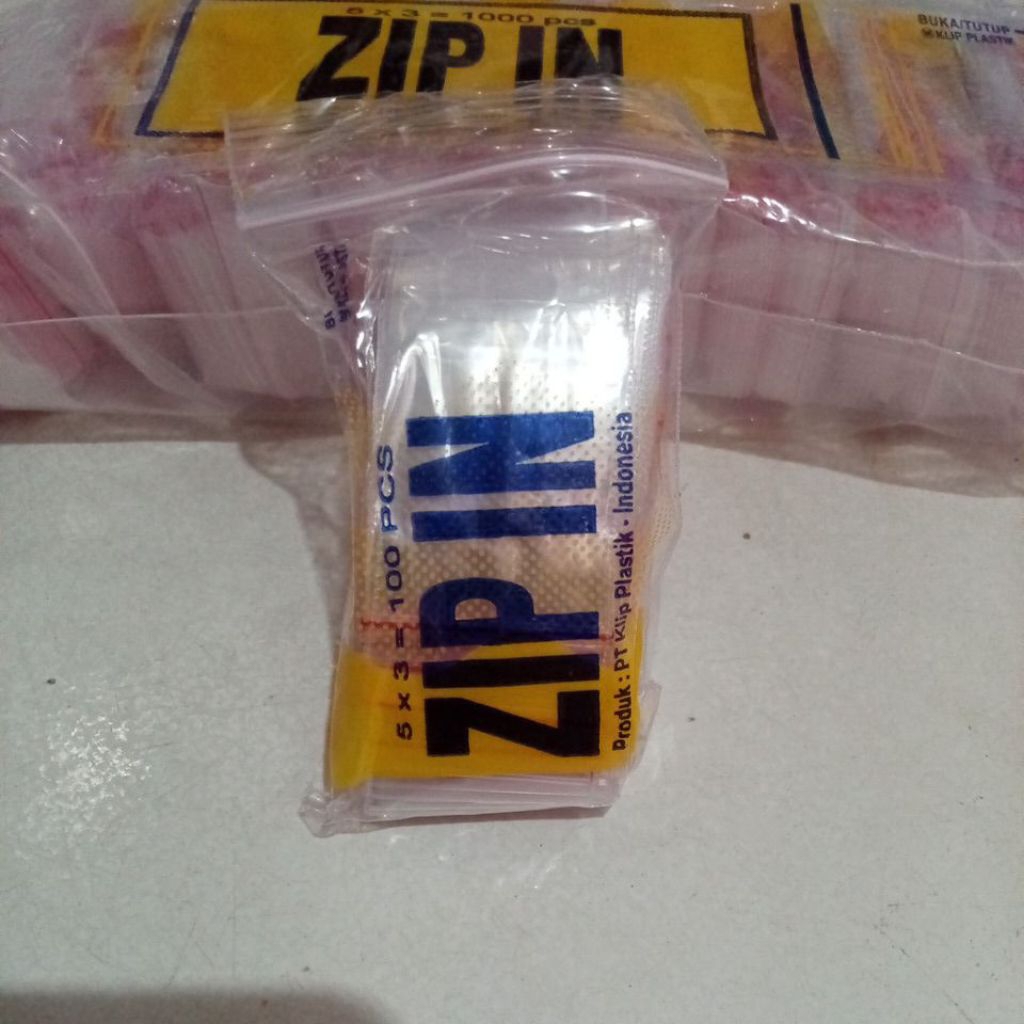 5 x 3 = 1000 pcs
ZIP IN
BUKA/TUTUP
KLIP PLASTIK
5 x 3 = 100 PCS
ZIP IN
Produk : PT Klip Plastik - Indonesia